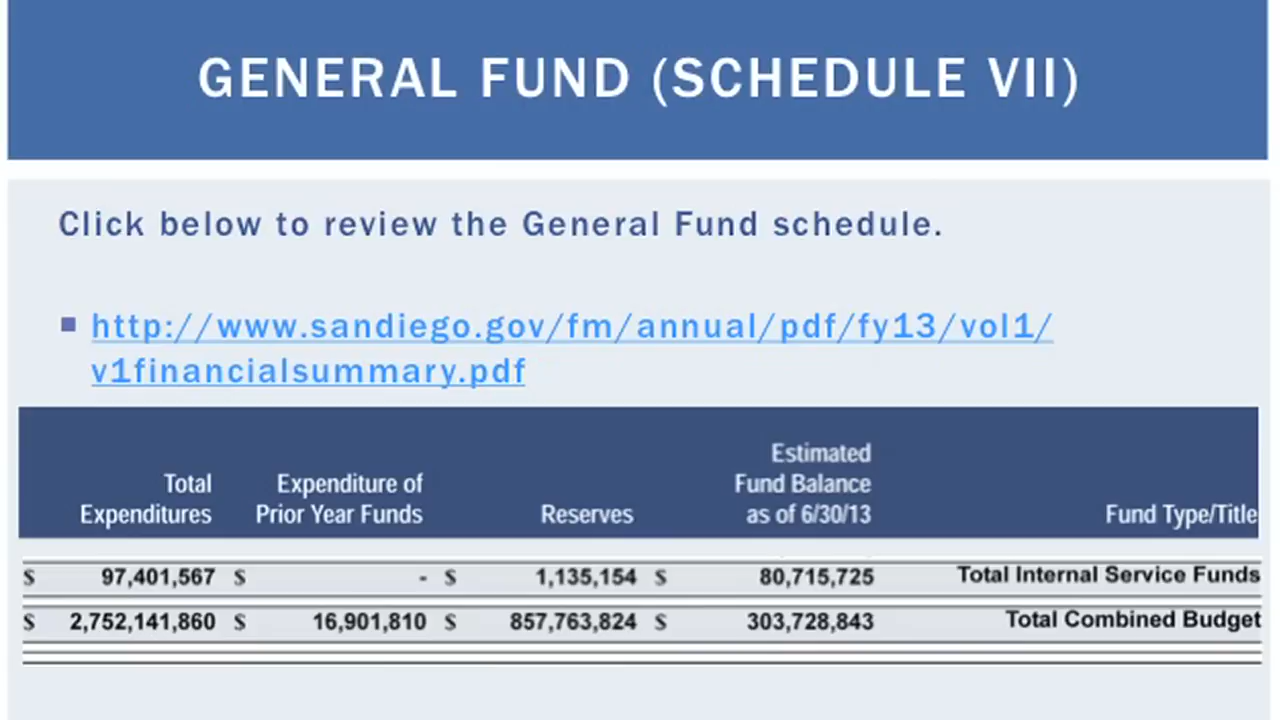 GENERAL FUND (SCHEDULE VII)
Click below to review the General Fund schedule.
http://www.sandiego.gov/fm/annual/pdf/fy13/vol1/
v1financialsummary.pdf
Total Expenditures Expenditure of Prior Year Funds Reserves Estimated Fund Balance as of 6/30/13 Fund Type/Title
$ 97,401,567 $ - $ 1,135,154 $ 80,715,725 Total Internal Service Funds
$ 2,752,141,860 $ 16,901,810 $ 857,763,824 $ 303,728,843 Total Combined Budget